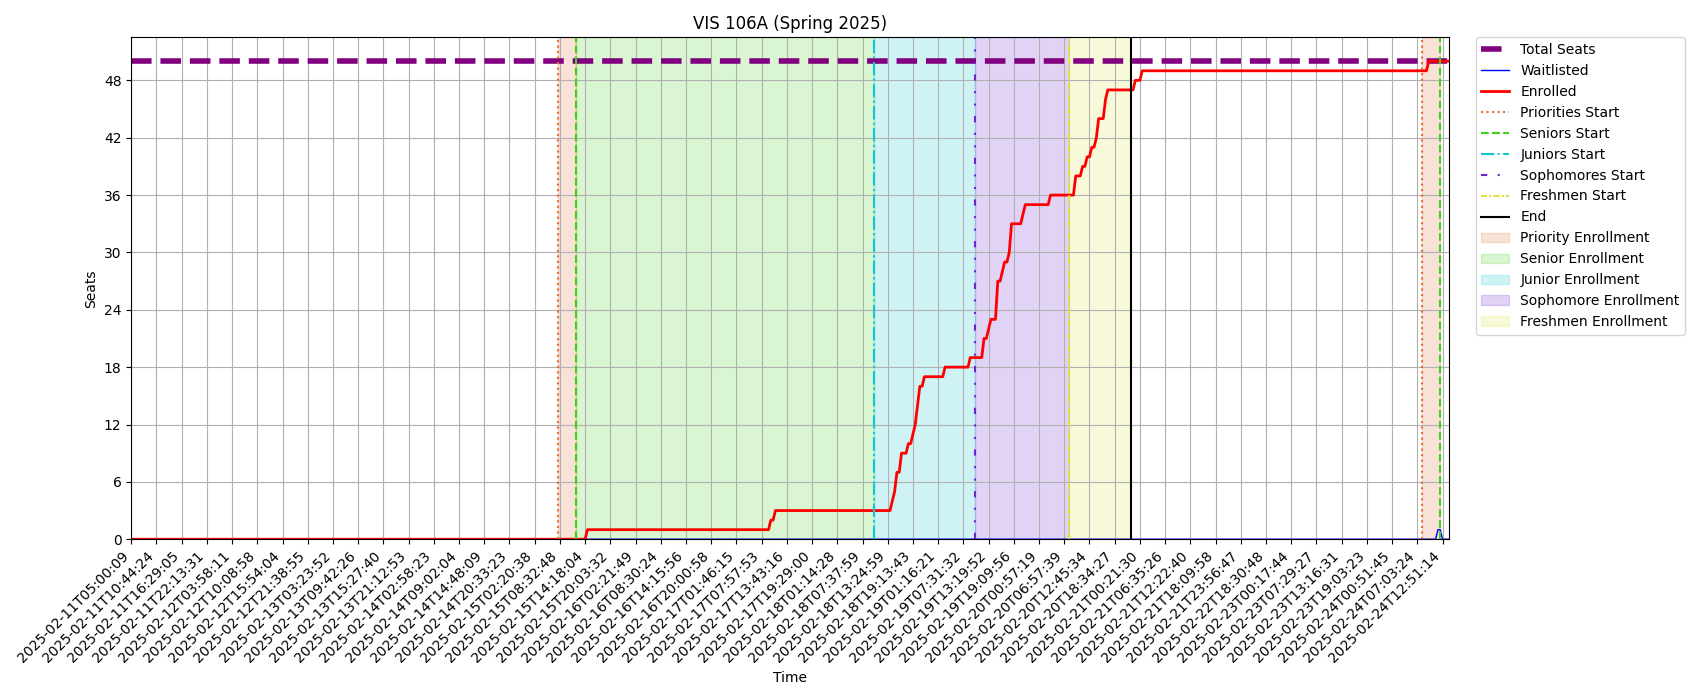 VIS 106A (Spring 2025)
Seats
48
42
36
30
24
18
12
6
0
2025-02-11T05:00:09
2025-02-11T10:44:24
2025-02-11T16:29:05
2025-02-11T22:13:31
2025-02-12T03:58:11
2025-02-12T10:08:58
2025-02-12T15:54:04
2025-02-12T21:38:55
2025-02-13T03:23:52
2025-02-13T09:42:26
2025-02-13T15:27:40
2025-02-13T21:12:53
2025-02-14T02:58:23
2025-02-14T09:02:04
2025-02-14T14:48:09
2025-02-14T20:33:23
2025-02-15T02:20:38
2025-02-15T08:32:48
2025-02-15T14:18:04
2025-02-15T20:03:32
2025-02-16T02:21:49
2025-02-16T08:30:24
2025-02-16T14:15:56
2025-02-16T20:00:58
2025-02-17T01:46:15
2025-02-17T07:57:53
2025-02-17T13:43:16
2025-02-17T19:29:00
2025-02-18T01:14:28
2025-02-18T07:37:59
2025-02-18T13:24:59
2025-02-18T19:13:43
2025-02-19T01:16:21
2025-02-19T07:31:32
2025-02-19T13:19:52
2025-02-19T19:09:56
2025-02-20T00:57:19
2025-02-20T06:57:39
2025-02-20T12:45:34
2025-02-20T18:34:27
2025-02-21T00:21:30
2025-02-21T06:35:26
2025-02-21T12:22:40
2025-02-21T18:09:58
2025-02-21T23:56:47
2025-02-22T18:30:48
2025-02-23T00:17:44
2025-02-23T07:29:27
2025-02-23T13:16:31
2025-02-23T19:03:23
2025-02-24T00:51:45
2025-02-24T07:03:24
2025-02-24T12:51:14
Time
Total Seats
Waitlisted
Enrolled
Priorities Start
Seniors Start
Juniors Start
Sophomores Start
Freshmen Start
End
Priority Enrollment
Senior Enrollment
Junior Enrollment
Sophomore Enrollment
Freshmen Enrollment